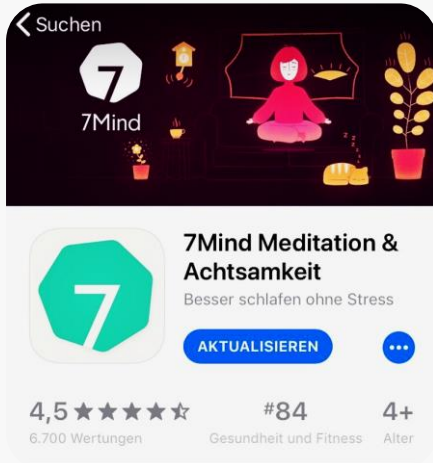 Suchen
7
7Mind
z z z
7
7Mind Meditation &
Achtsamkeit
Besser schlafen ohne Stress
AKTUALISIEREN
4,5
#84
4+
6.700 Wertungen
Gesundheit und Fitness
Alter